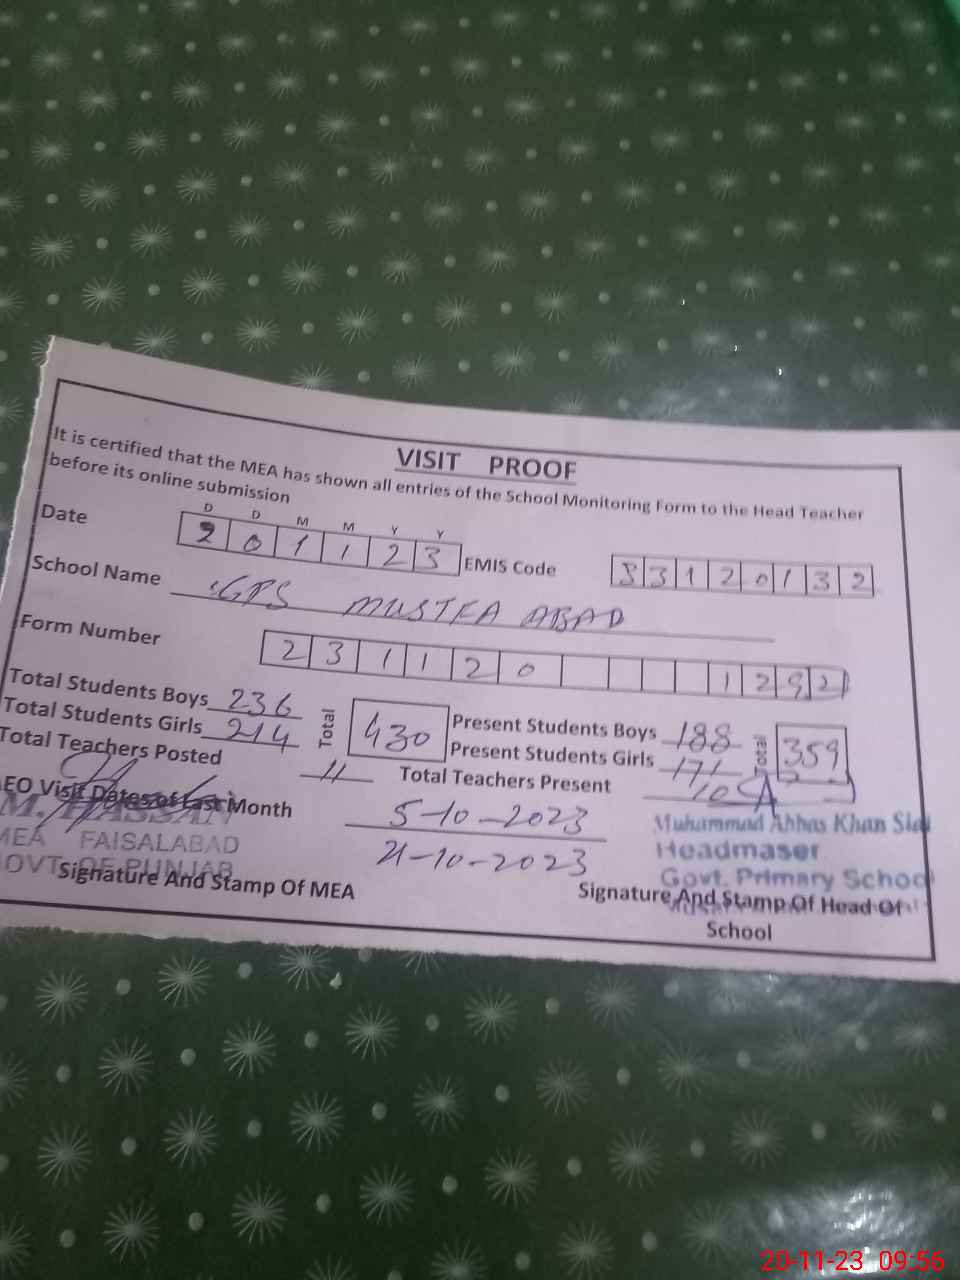 VISIT PROOF
It is certified that the MEA has shown all entries of the School Monitoring Form to the Head Teacher
before its online submission
D D M M Y Y
Date 2 0 1 1 2 3 EMIS Code 3 3 1 2 0 1 3 2
School Name GPS MUSTFA ABAD
Form Number 2 3 1 1 2 0 1 2 9 2
Total Students Boys 236 Total 430 Present Students Boys 188 Total 359
Total Students Girls 214 Present Students Girls 171
Total Teachers Posted 11 Total Teachers Present 10
AEO Visit Dates of Last Month 5-10-2023
21-10-2023
M. HASSAN
MEA FAISALABAD
GOVT OF PUNJAB
Signature And Stamp Of MEA
Muhammad Abbas Khan
Headmaser
Govt. Primary School
Signature And Stamp Of Head Of
School
20-11-23 09:56